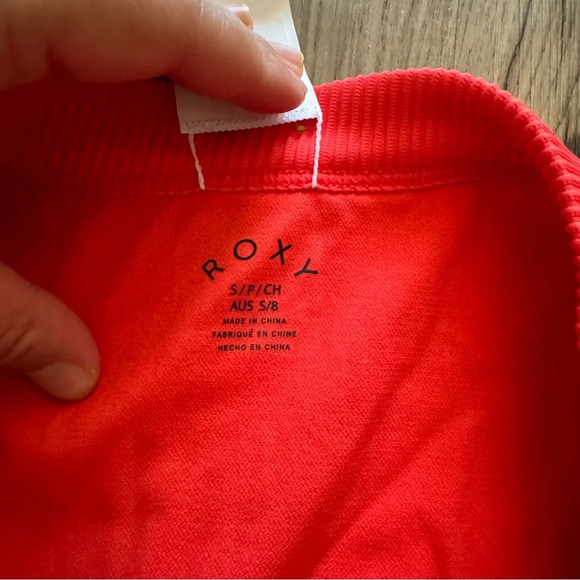 ROXY
S/P/CH
AUS S/8
MADE IN CHINA
FABRIQUÉ EN CHINE
HECHO EN CHINA